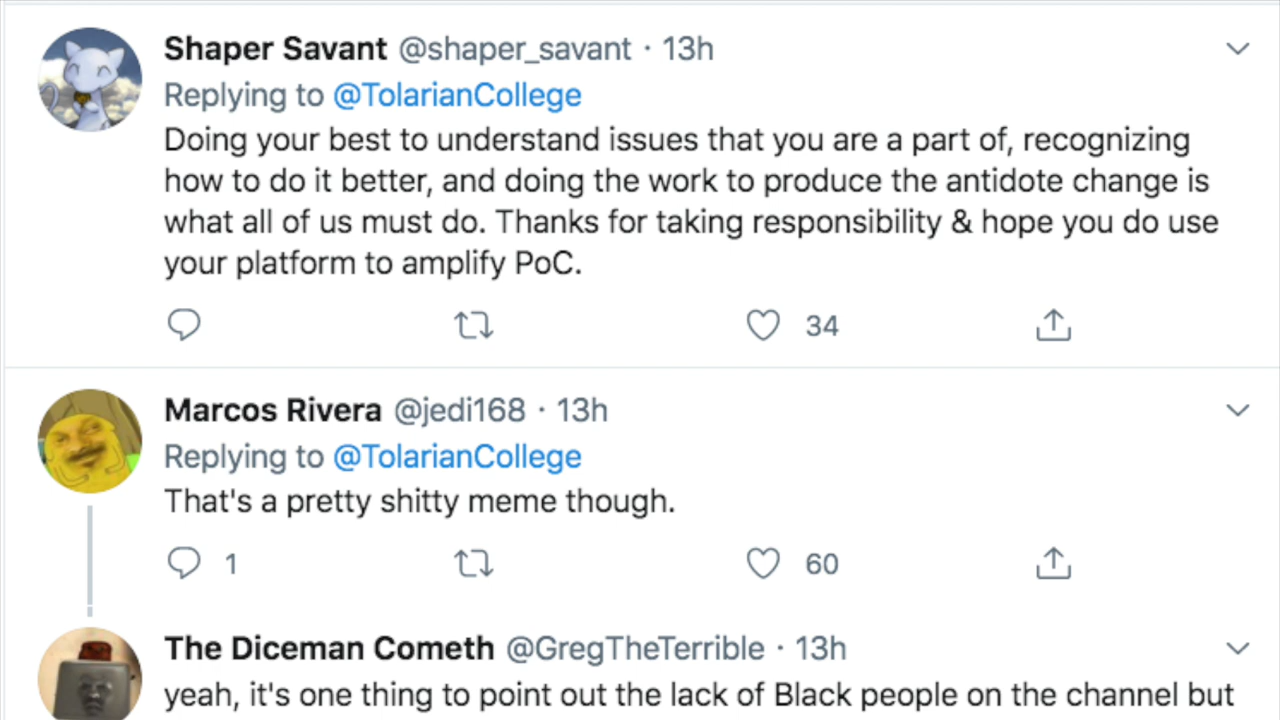 Shaper Savant @shaper_savant · 13h
Replying to @TolarianCollege
Doing your best to understand issues that you are a part of, recognizing
how to do it better, and doing the work to produce the antidote change is
what all of us must do. Thanks for taking responsibility & hope you do use
your platform to amplify PoC.
34
Marcos Rivera @jedi168 · 13h
Replying to @TolarianCollege
That's a pretty shitty meme though.
1 60
The Diceman Cometh @GregTheTerrible · 13h
yeah, it's one thing to point out the lack of Black people on the channel but